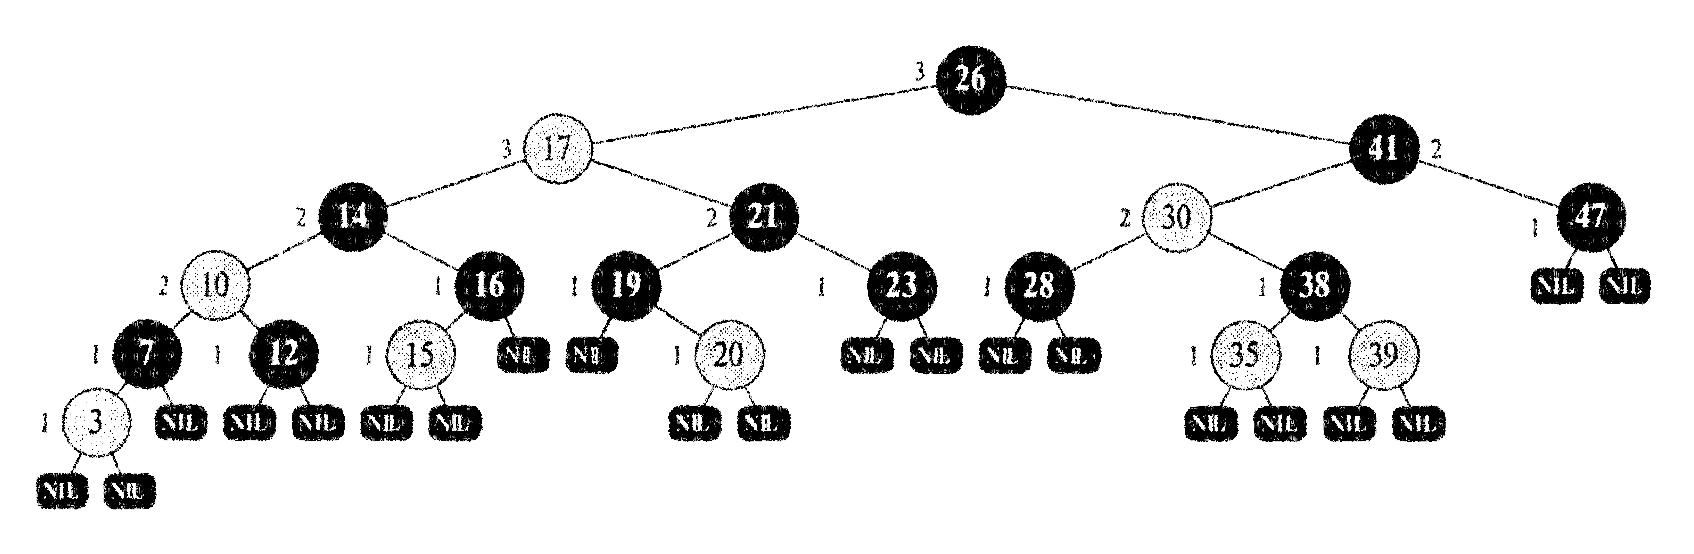 3 26
3 17 41 2
2 14 2 21 2 30 1 47
2 10 1 16 1 19 1 23 1 28 1 38 NIL NIL
1 7 1 12 1 15 NIL NIL 1 20 NIL NIL NIL NIL 1 35 1 39
1 3 NIL NIL NIL NIL NIL NIL NIL NIL NIL NIL NIL
NIL NIL